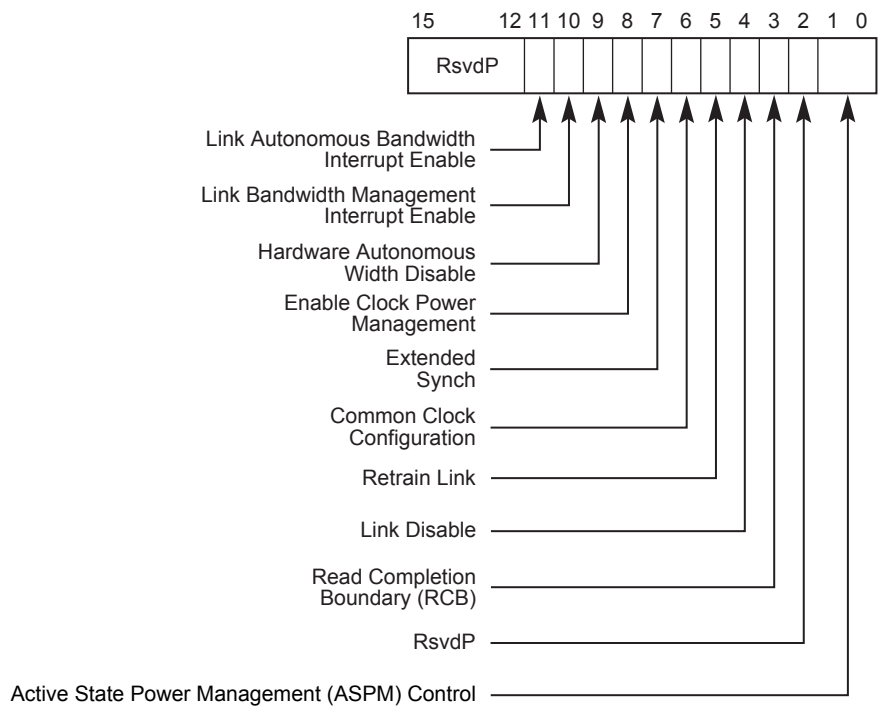 15 12 11 10 9 8 7 6 5 4 3 2 1 0
RsvdP
Link Autonomous Bandwidth
Interrupt Enable
Link Bandwidth Management
Interrupt Enable
Hardware Autonomous
Width Disable
Enable Clock Power
Management
Extended
Synch
Common Clock
Configuration
Retrain Link
Link Disable
Read Completion
Boundary (RCB)
RsvdP
Active State Power Management (ASPM) Control